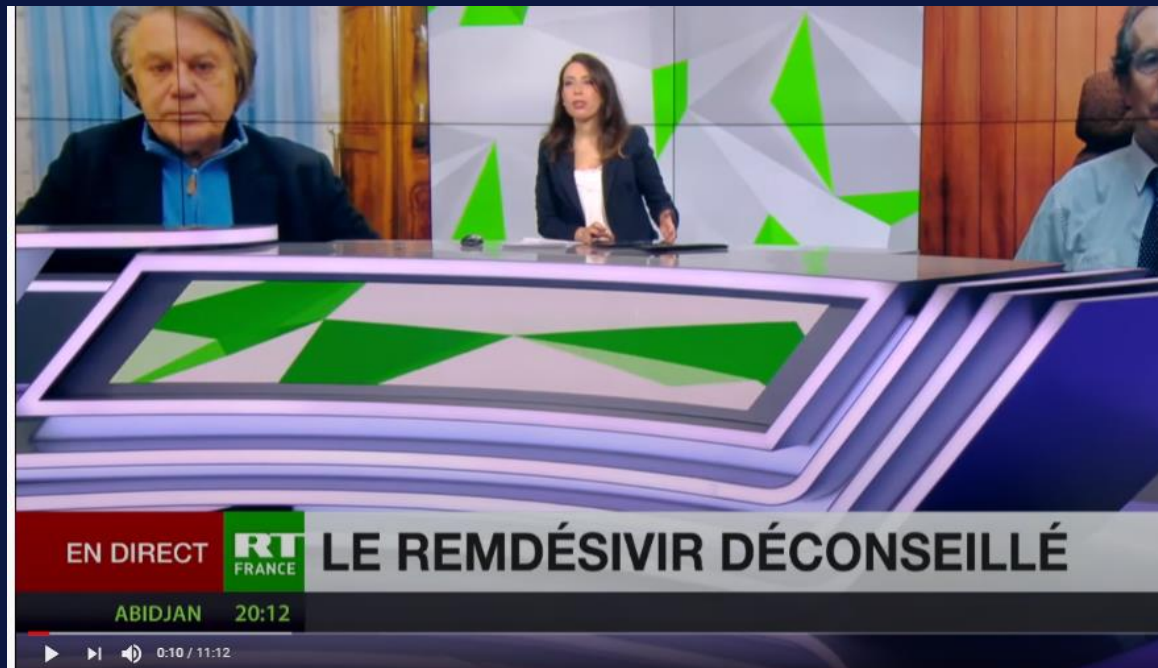 EN DIRECT RT FRANCE LE REMDÉSIVIR DÉCONSEILLÉ
ABIDJAN 20:12
0:10 / 11:12